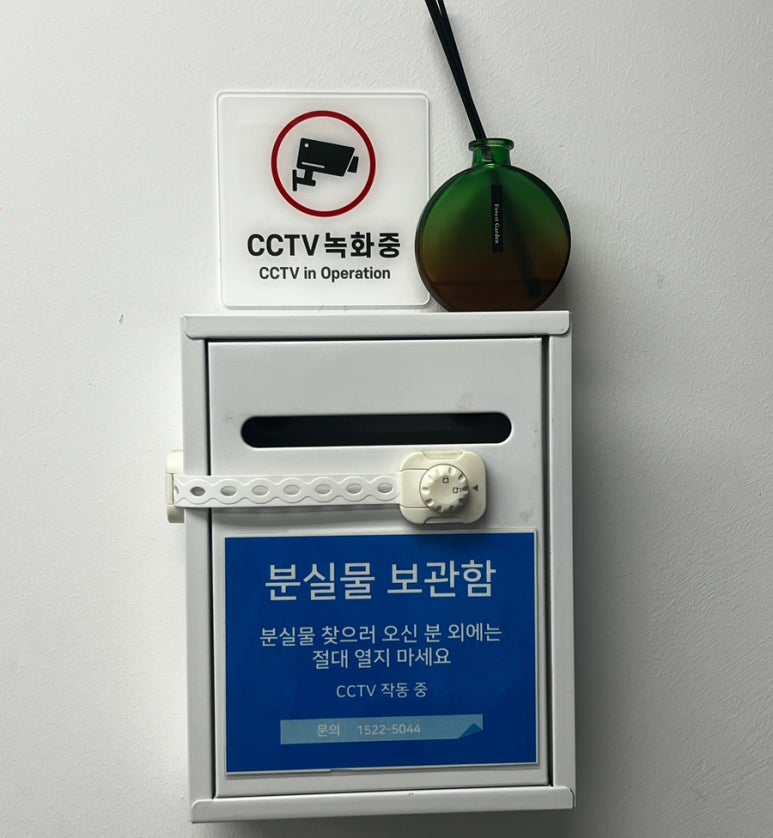 CCTV 녹화중
CCTV in Operation
Forest Garden
분실물 보관함
분실물 찾으러 오신 분 외에는
절대 열지 마세요
CCTV 작동 중
문의 1522-5044